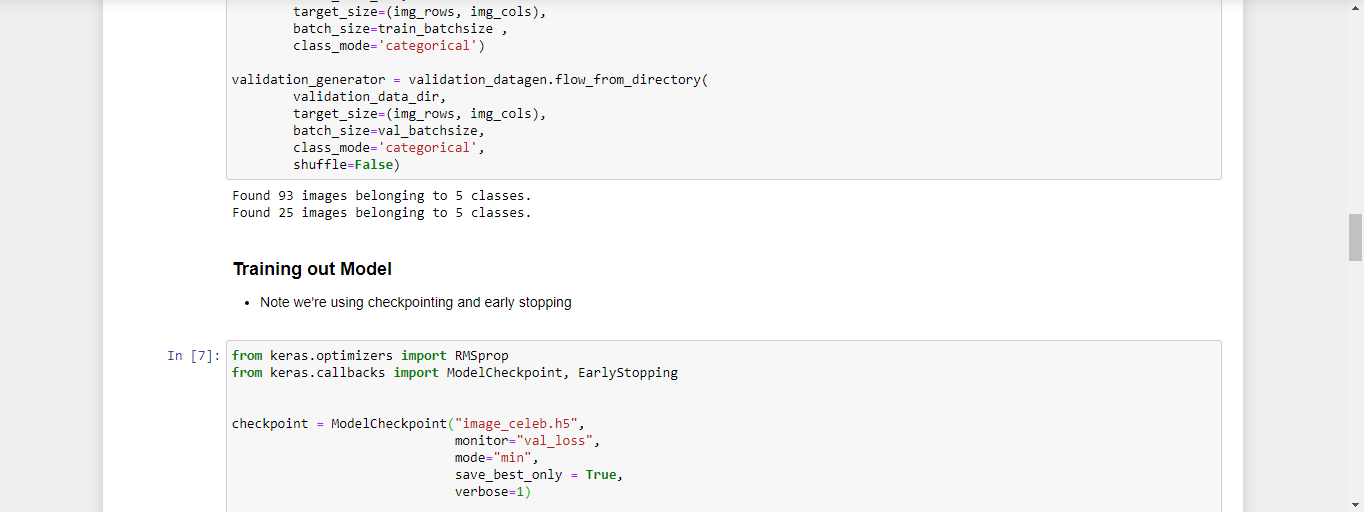 target_size=(img_rows, img_cols),
batch_size=train_batchsize ,
class_mode='categorical')
validation_generator = validation_datagen.flow_from_directory(
validation_data_dir,
target_size=(img_rows, img_cols),
batch_size=val_batchsize,
class_mode='categorical',
shuffle=False)
Found 93 images belonging to 5 classes.
Found 25 images belonging to 5 classes.
Training out Model
• Note we're using checkpointing and early stopping
In [7]: from keras.optimizers import RMSprop
from keras.callbacks import ModelCheckpoint, EarlyStopping
checkpoint = ModelCheckpoint("image_celeb.h5",
monitor="val_loss",
mode="min",
save_best_only = True,
verbose=1)